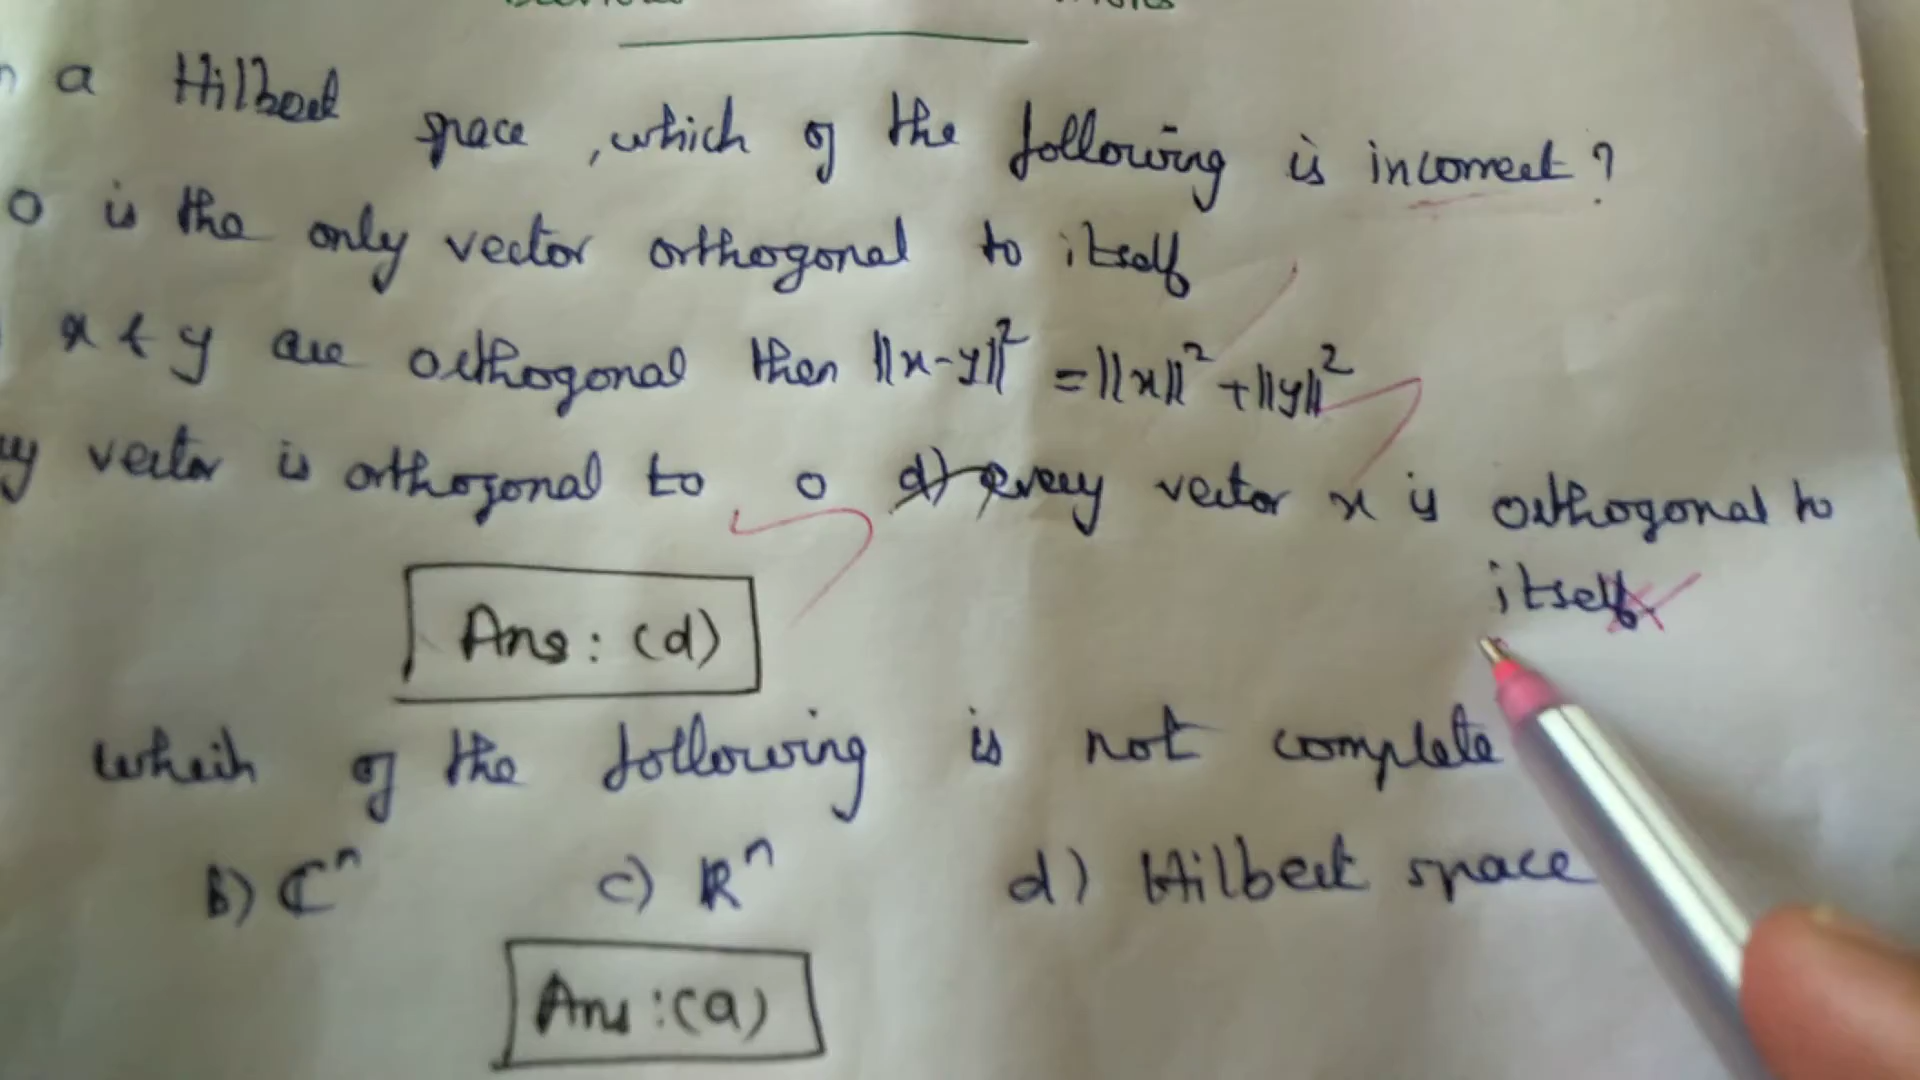 a Hilbert space, which of the following is incorrect?
0 is the only vector orthogonal to itself
x & y are orthogonal then ||x-y||² = ||x||² + ||y||²
vector is orthogonal to 0 d) every vector x is orthogonal to
itself
Ans: (d)
which of the following is not complete
b) ℂⁿ c) ℝⁿ d) Hilbert space
Ans: (a)